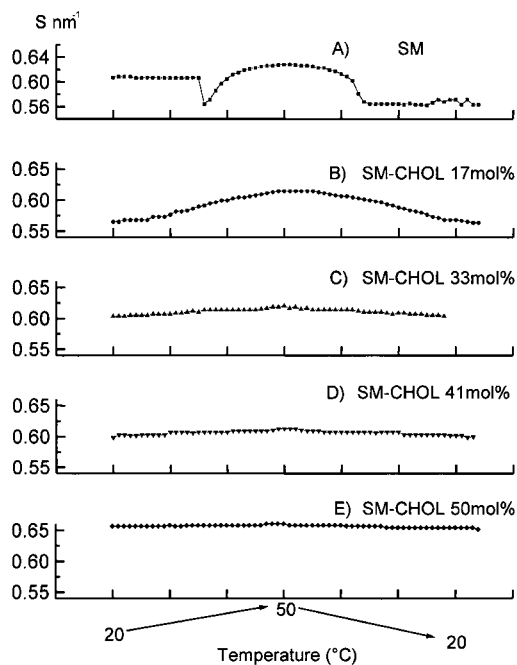 S nm-1
A) SM
0.64
0.60
0.56
B) SM-CHOL 17mol%
0.65
0.60
0.55
C) SM-CHOL 33mol%
0.65
0.60
0.54
D) SM-CHOL 41mol%
0.65
0.60
0.55
E) SM-CHOL 50mol%
0.65
0.60
0.54
20
50
20
Temperature (°C)